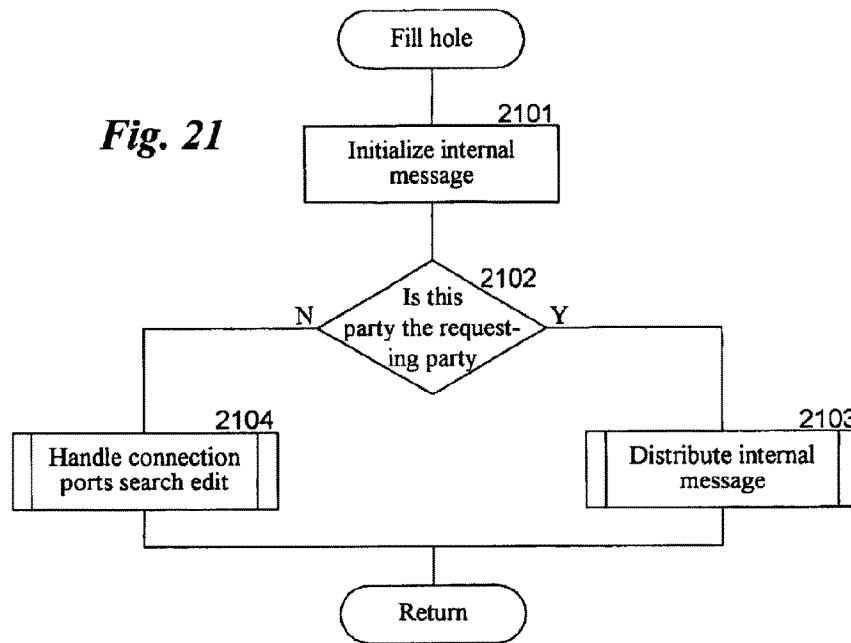 Fill hole
Fig. 21
2101
Initialize internal
message
2102
Is this
party the request-
ing party
N
Y
2104
Handle connection
ports search edit
2103
Distribute internal
message
Return